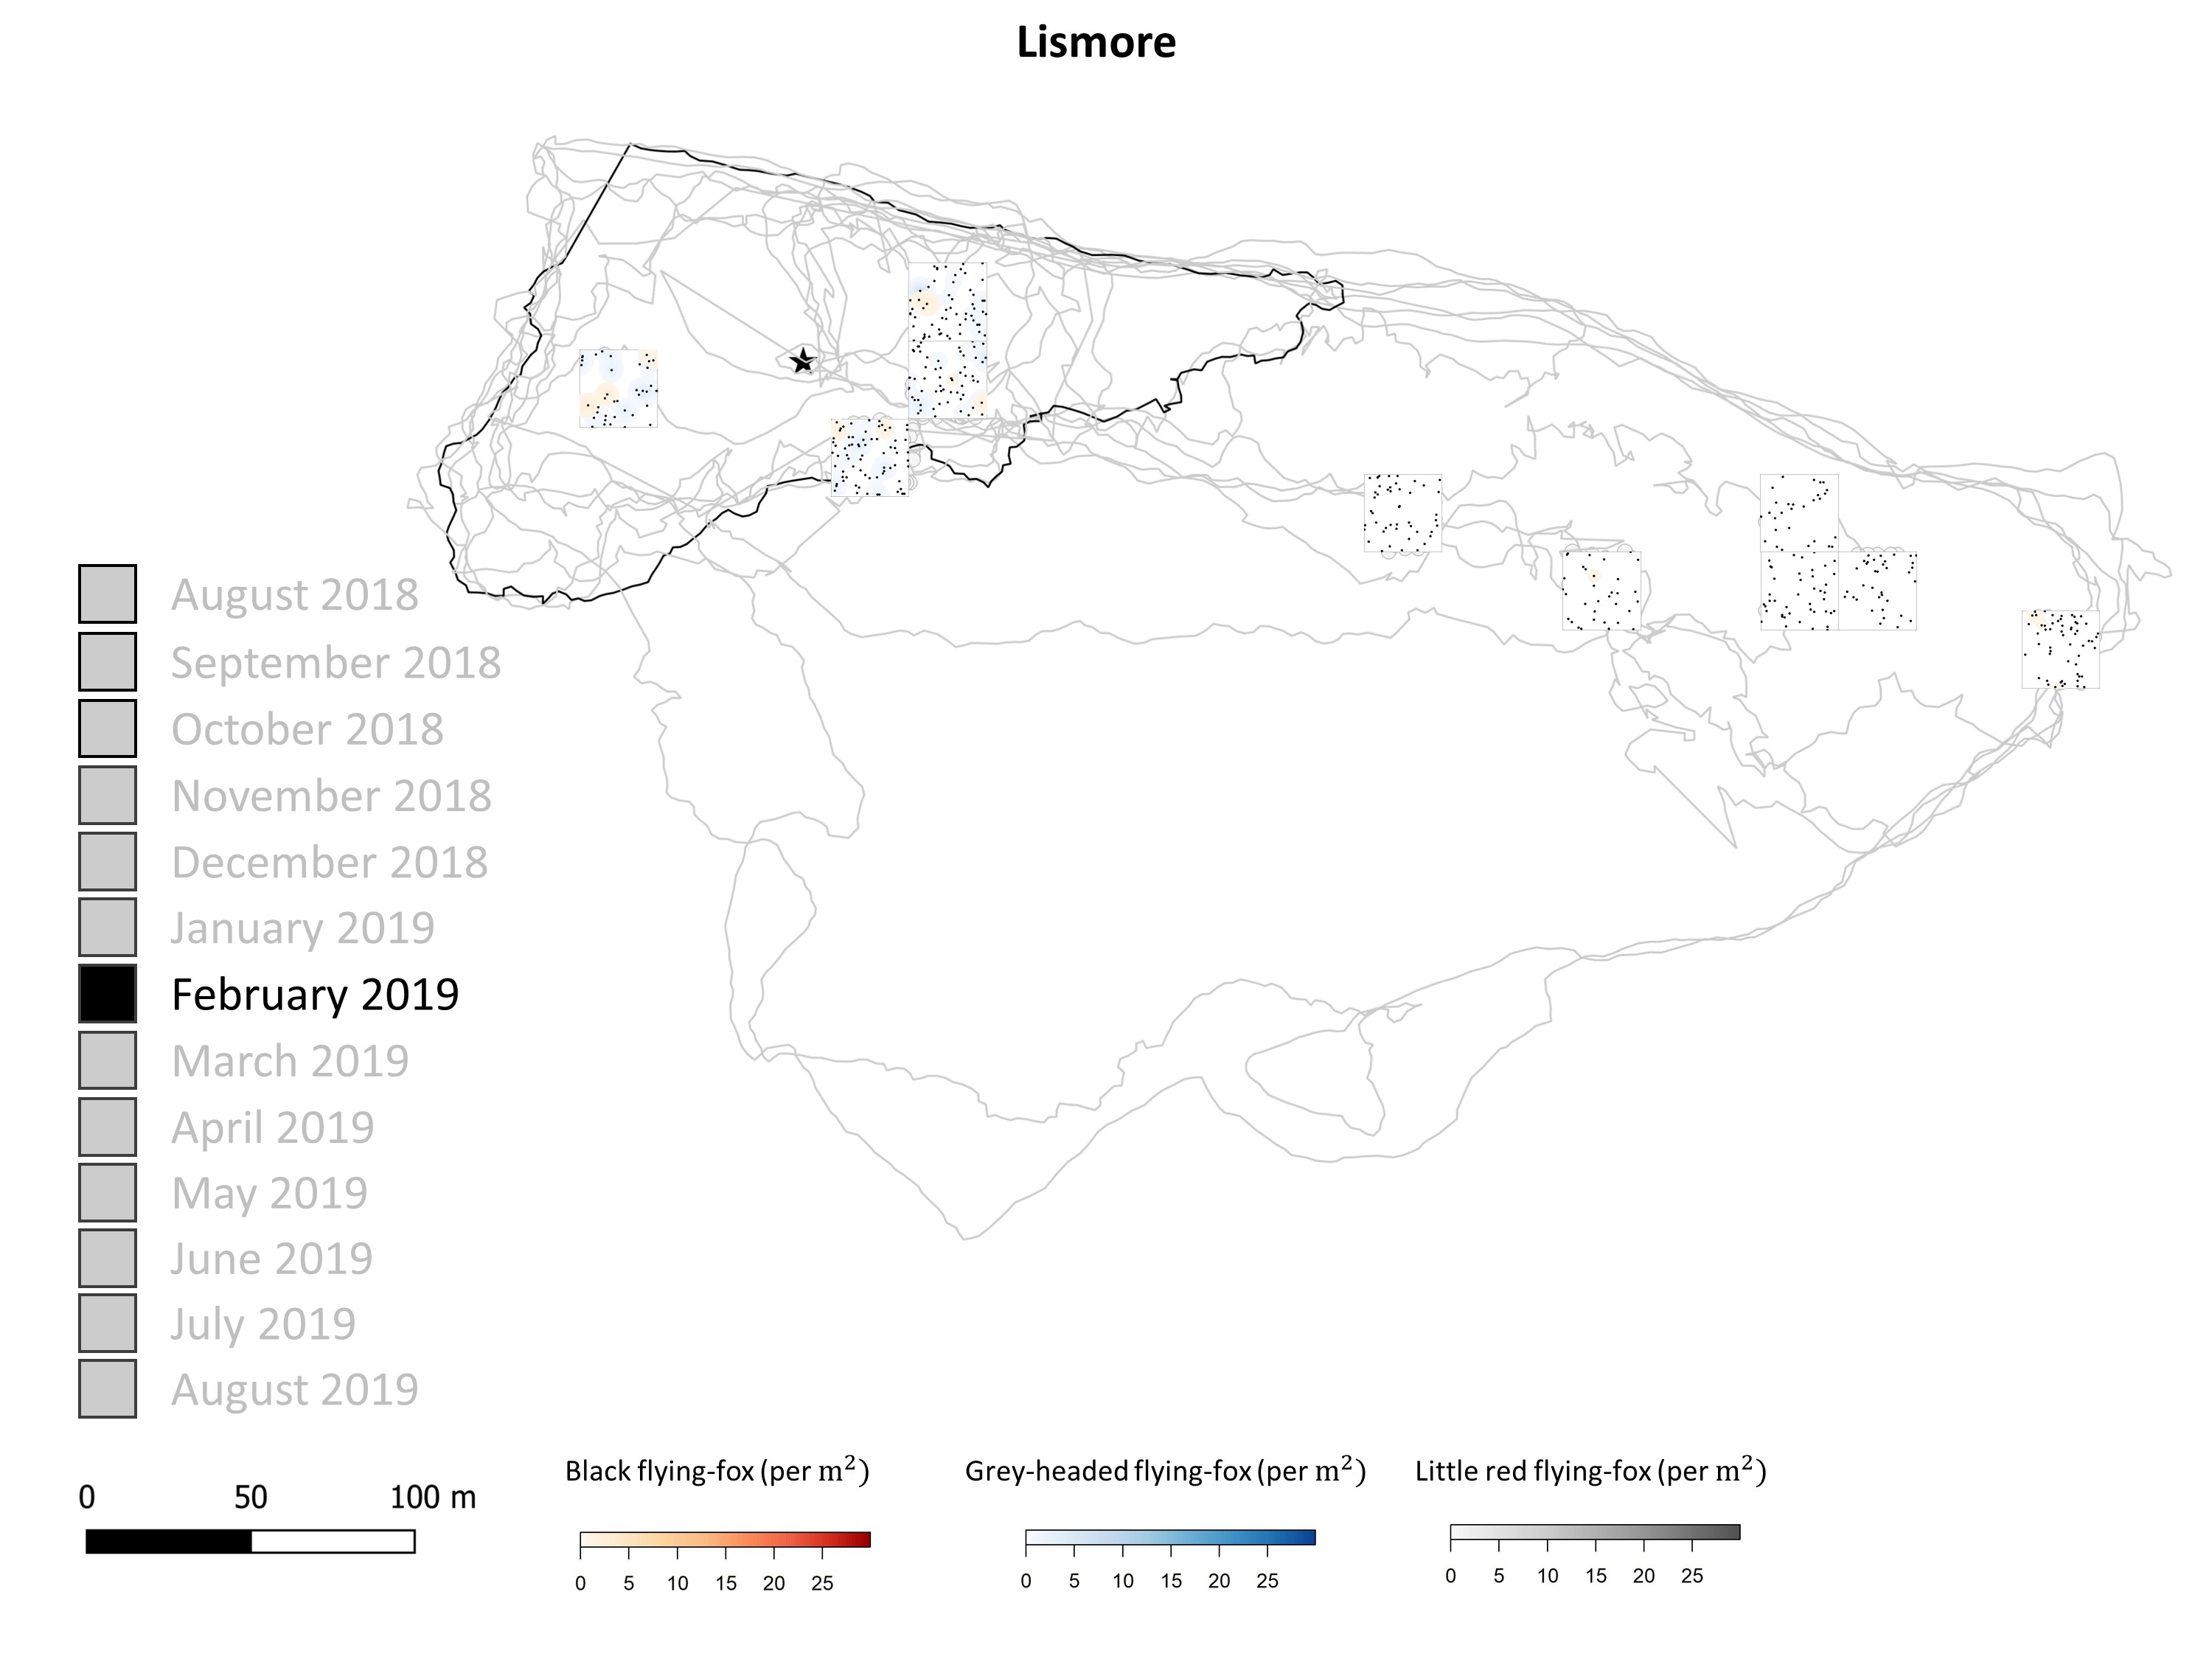 Lismore
August 2018
September 2018
October 2018
November 2018
December 2018
January 2019
February 2019
March 2019
April 2019
May 2019
June 2019
July 2019
August 2019
0 50 100 m
Black flying-fox (per m²)
0 5 10 15 20 25
Grey-headed flying-fox (per m²)
0 5 10 15 20 25
Little red flying-fox (per m²)
0 5 10 15 20 25